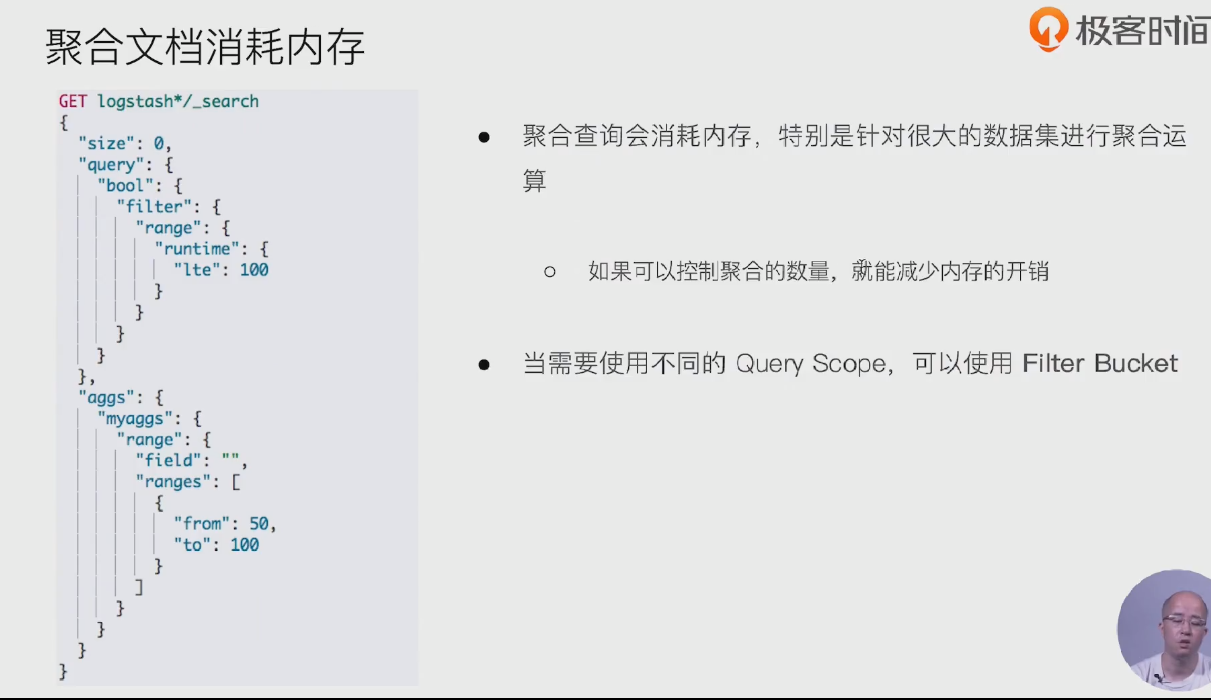 聚合文档消耗内存
极客时间
GET logstash*/_search
{
"size": 0,
"query": {
"bool": {
"filter": {
"range": {
"runtime": {
"lte": 100
}
}
}
}
},
"aggs": {
"myaggs": {
"range": {
"field": "",
"ranges": [
{
"from": 50,
"to": 100
}
]
}
}
}
}
● 聚合查询会消耗内存，特别是针对很大的数据集进行聚合运
算
○ 如果可以控制聚合的数量，就能减少内存的开销
● 当需要使用不同的 Query Scope，可以使用 Filter Bucket